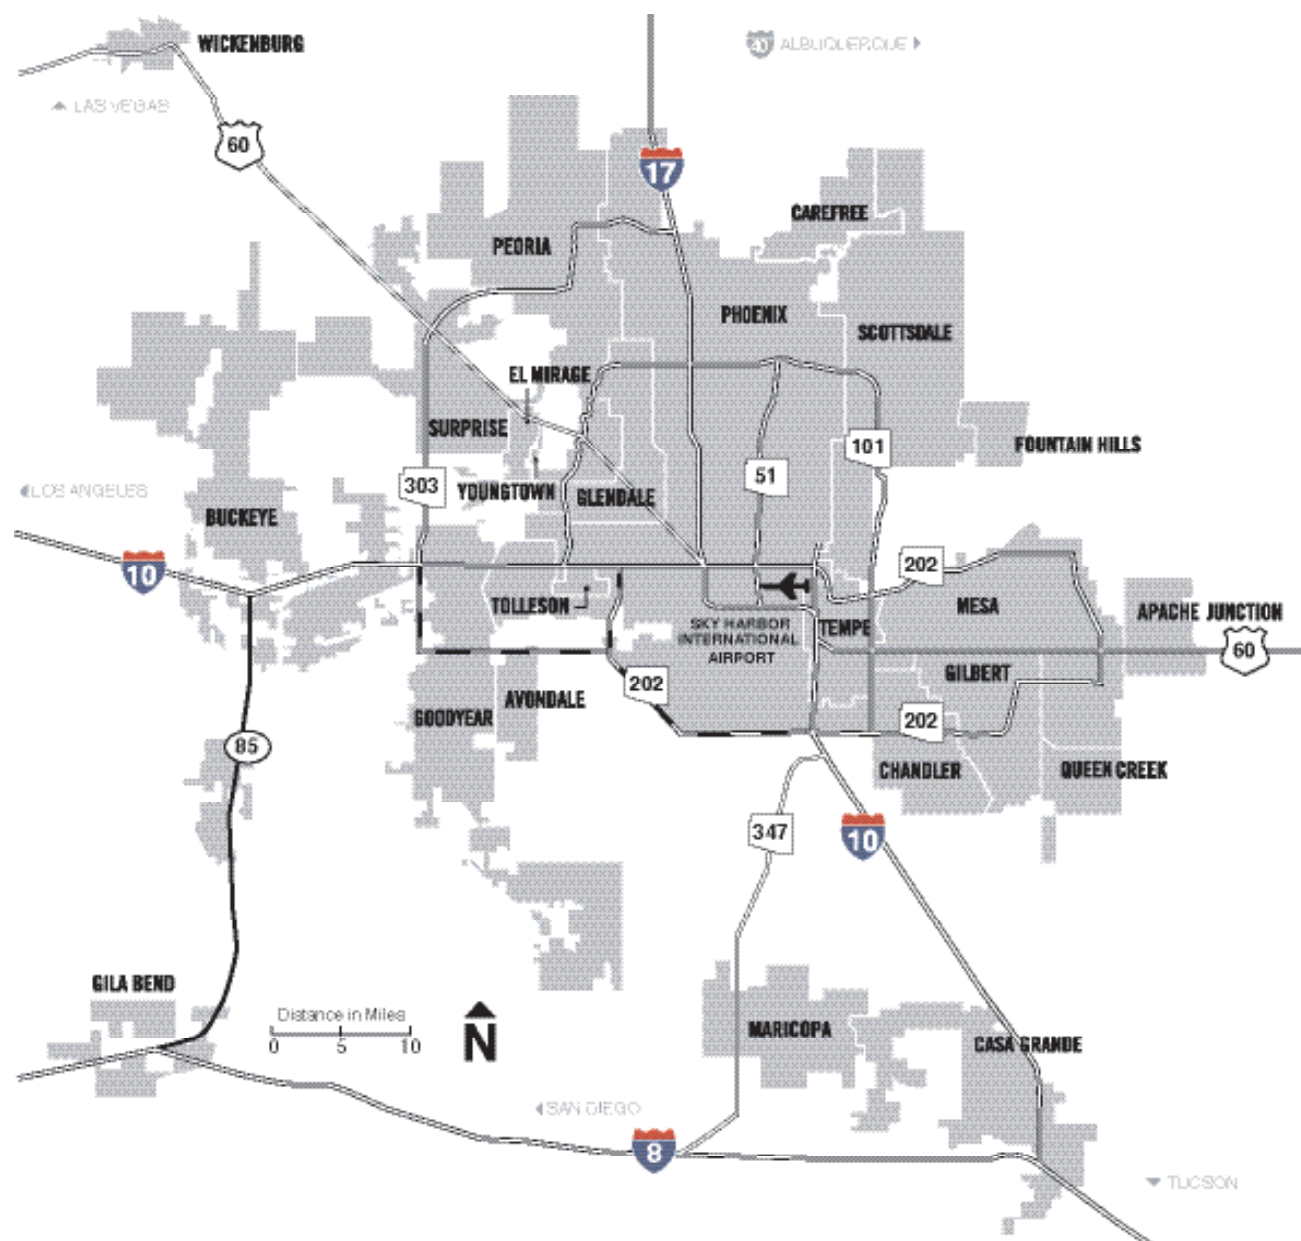 WICKENBURG
40 ALBUQUERQUE
LAS VEGAS
60
17
CAREFREE
PEORIA
PHOENIX
SCOTTSDALE
EL MIRAGE
SURPRISE
101
FOUNTAIN HILLS
51
303
YOUNGTOWN
GLENDALE
LOS ANGELES
BUCKEYE
10
202
TOLLESON
MESA
APACHE JUNCTION
SKY HARBOR
INTERNATIONAL
AIRPORT
TEMPE
60
GILBERT
202
AVONDALE
GOODYEAR
202
85
CHANDLER
QUEEN CREEK
347
10
GILA BEND
Distance in Miles
0 5 10
N
MARICOPA
CASA GRANDE
SAN DIEGO
8
TUCSON